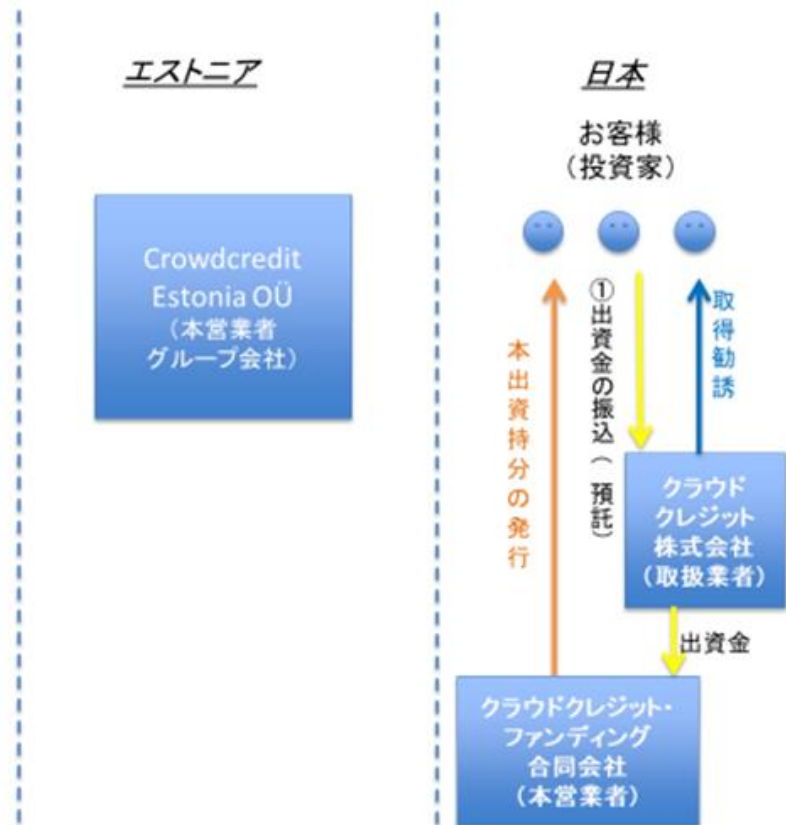 エストニア
Crowdcredit
Estonia OÜ
（本営業者
グループ会社）
日本
お客様
（投資家）
本出資持分の発行
①出資金の振込（預託）
取得勧誘
クラウド
クレジット
株式会社
（取扱業者）
出資金
クラウドクレジット・
ファンディング
合同会社
（本営業者）